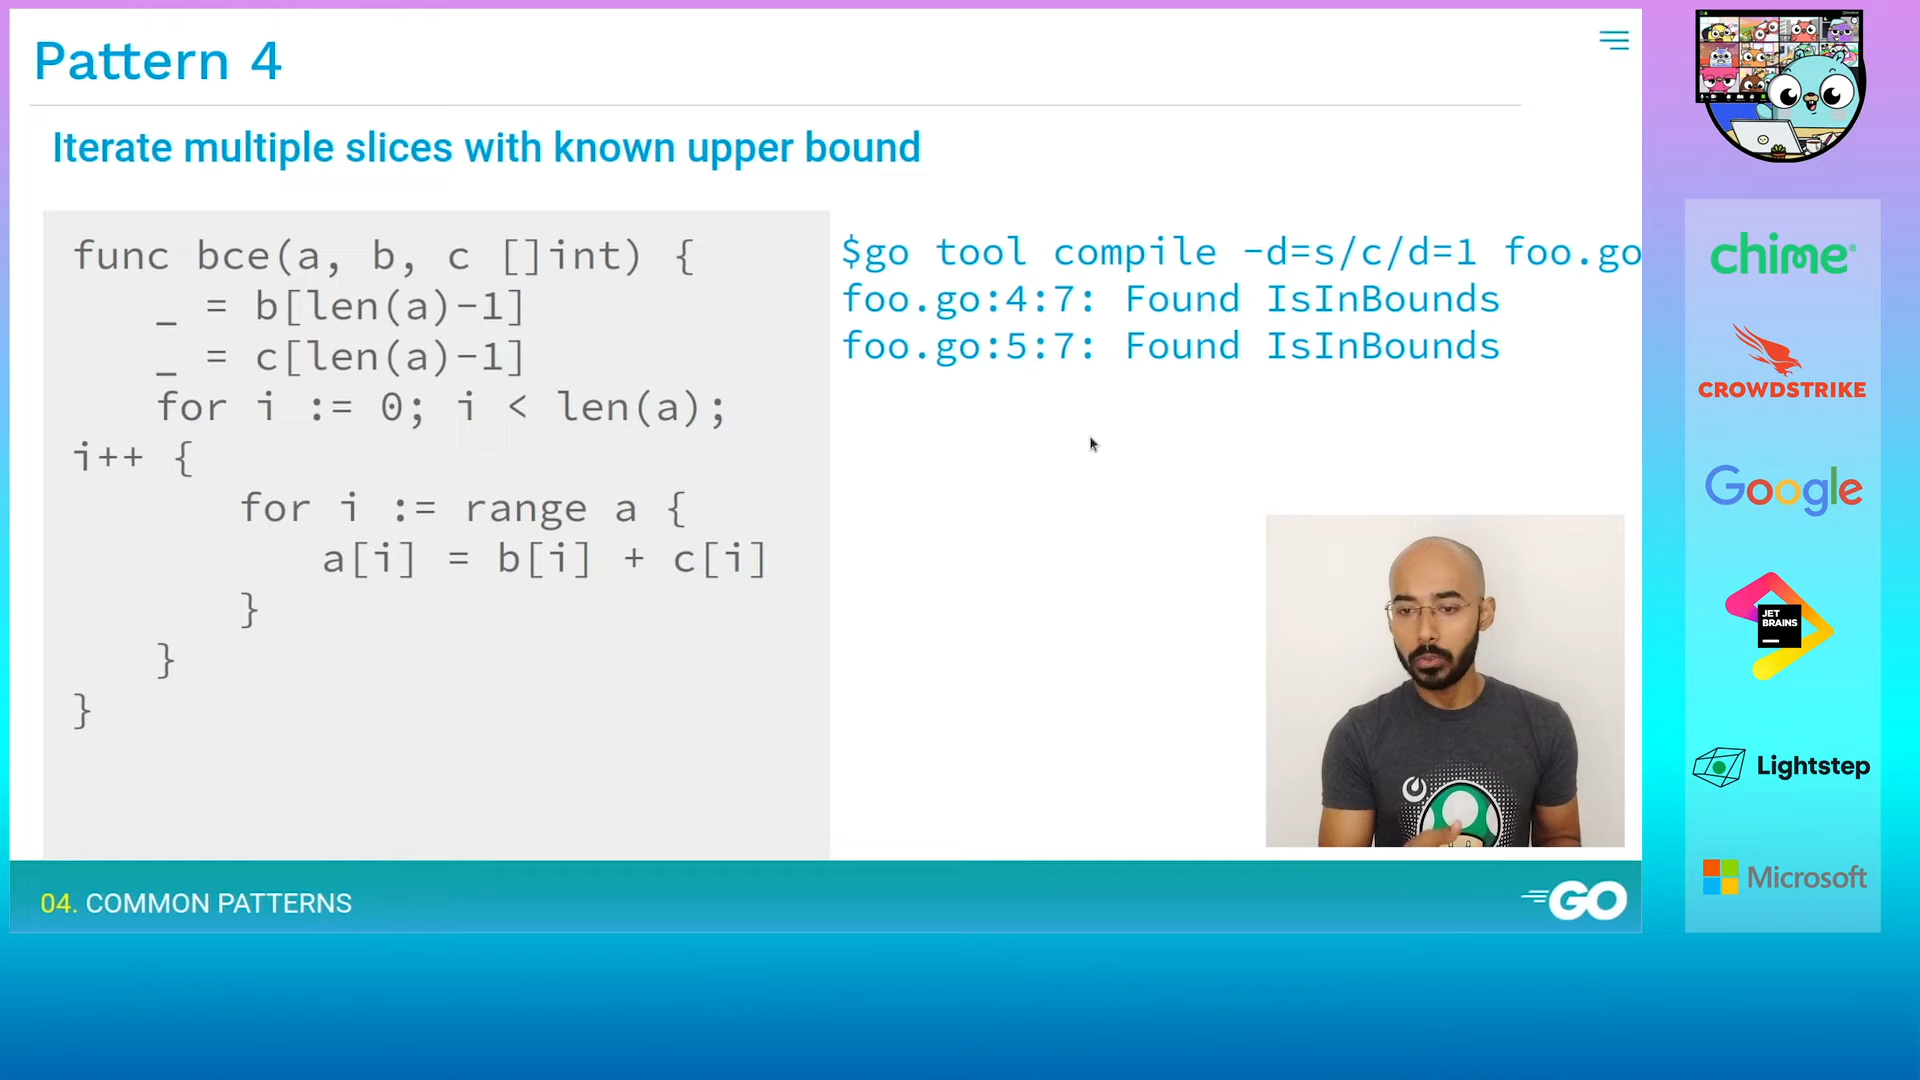 Pattern 4
Iterate multiple slices with known upper bound
func bce(a, b, c []int) {
_ = b[len(a)-1]
_ = c[len(a)-1]
for i := 0; i < len(a);
i++ {
for i := range a {
a[i] = b[i] + c[i]
}
}
}
$go tool compile -d=s/c/d=1 foo.go
foo.go:4:7: Found IsInBounds
foo.go:5:7: Found IsInBounds
04. COMMON PATTERNS
GO
chime
CROWDSTRIKE
Google
JET
BRAINS
Lightstep
Microsoft